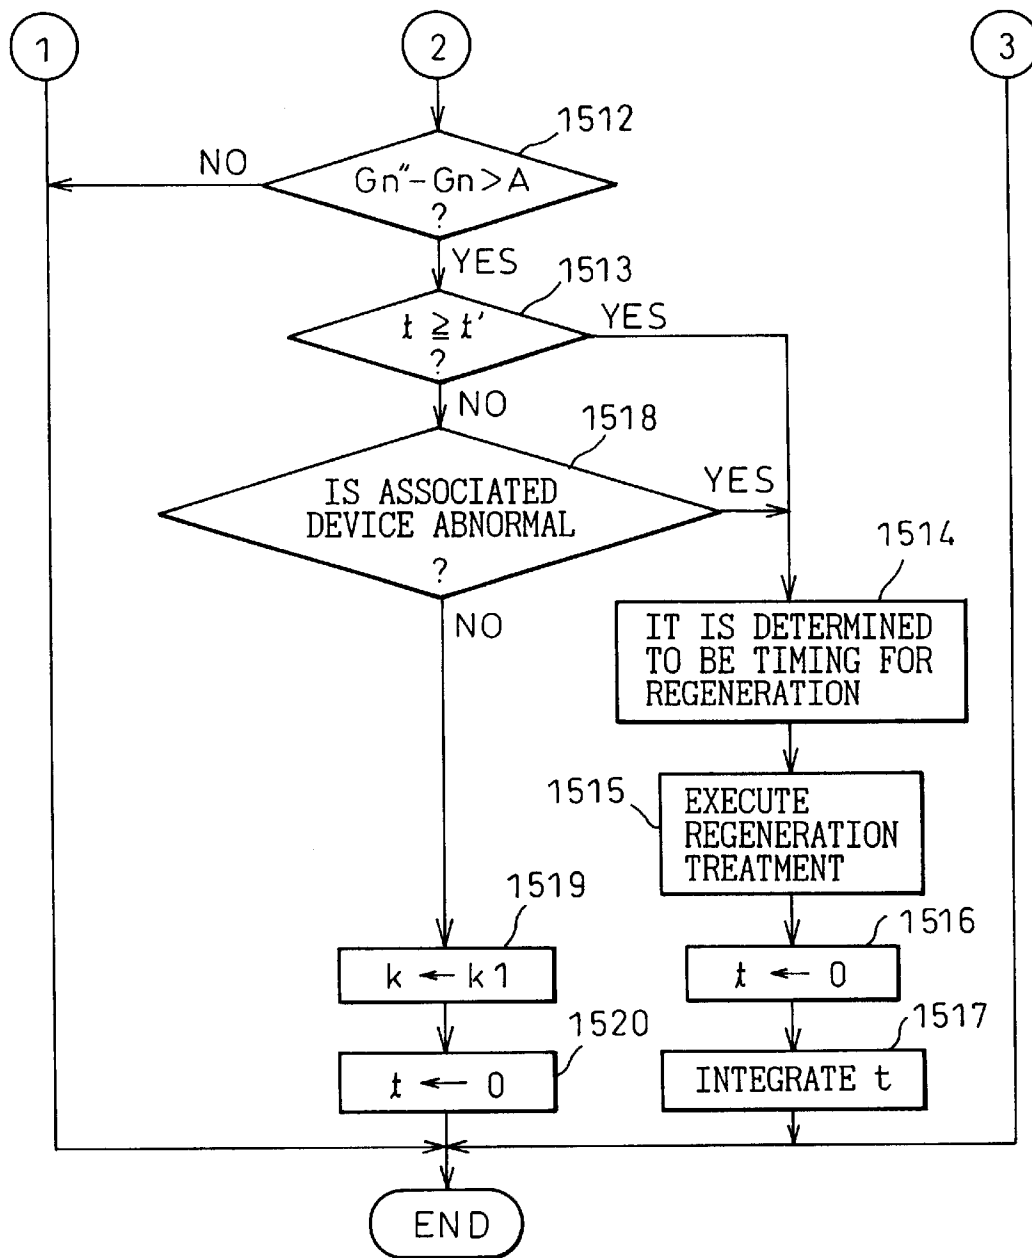 1
2
3
1512
NO
Gn″-Gn>A
?
YES
1513
t ≧ t′
?
YES
NO
1518
IS ASSOCIATED
DEVICE ABNORMAL
?
YES
NO
1514
IT IS DETERMINED
TO BE TIMING FOR
REGENERATION
1515
EXECUTE
REGENERATION
TREATMENT
1519
k ← k1
1516
t ← 0
1520
t ← 0
1517
INTEGRATE t
END